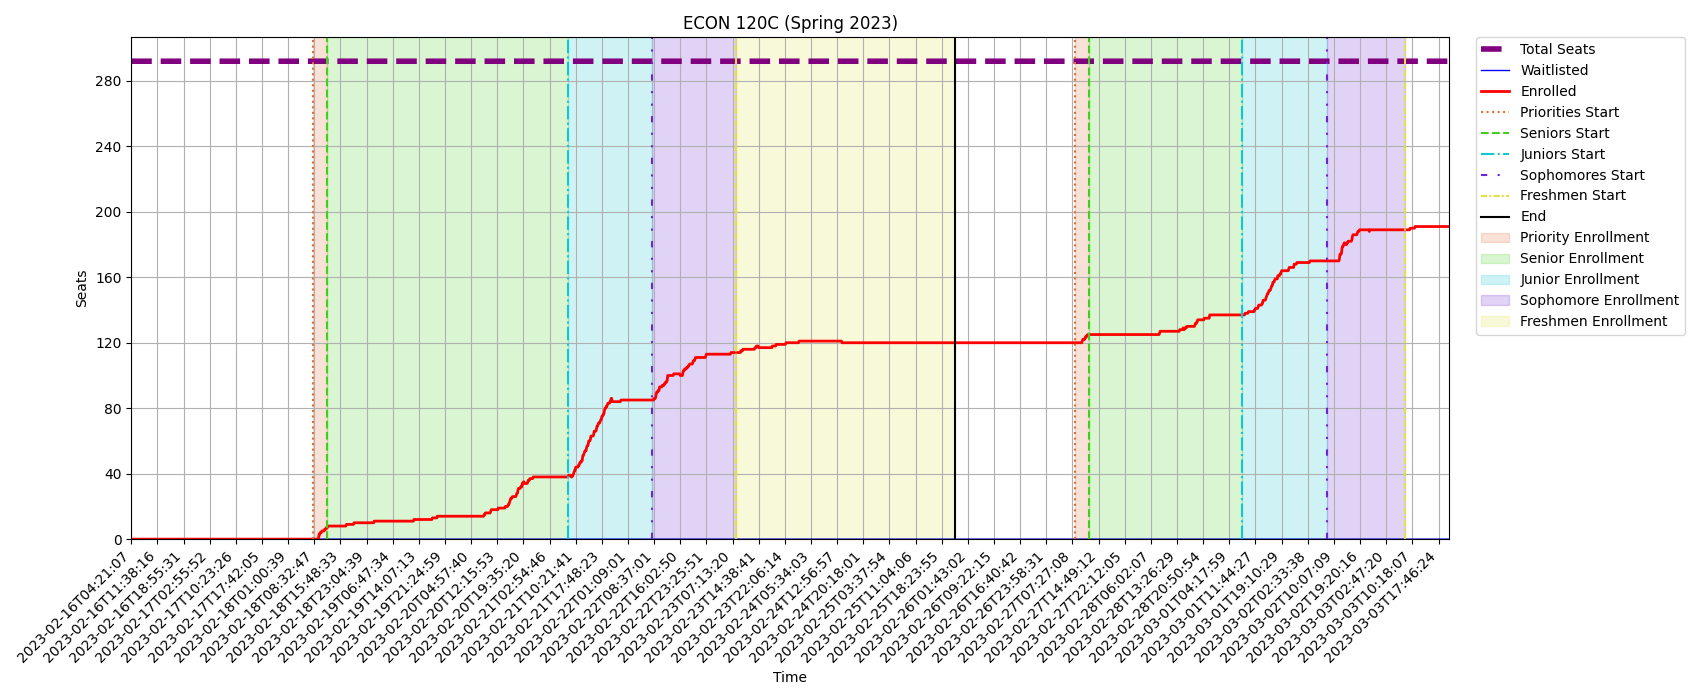 ECON 120C (Spring 2023)
Seats
280
240
200
160
120
80
40
0
2023-02-16T04:21:07
2023-02-16T11:38:16
2023-02-16T18:55:31
2023-02-17T02:55:52
2023-02-17T10:23:26
2023-02-17T17:42:05
2023-02-18T01:00:39
2023-02-18T08:32:47
2023-02-18T15:48:33
2023-02-18T23:04:39
2023-02-19T06:47:34
2023-02-19T14:07:13
2023-02-19T21:24:59
2023-02-20T04:57:40
2023-02-20T12:15:53
2023-02-20T19:35:20
2023-02-21T02:54:46
2023-02-21T10:21:41
2023-02-21T17:48:23
2023-02-22T01:09:01
2023-02-22T08:37:01
2023-02-22T16:02:50
2023-02-22T23:25:51
2023-02-23T07:13:20
2023-02-23T14:38:41
2023-02-23T22:06:14
2023-02-24T05:34:03
2023-02-24T12:56:57
2023-02-24T20:18:01
2023-02-25T03:37:54
2023-02-25T11:04:06
2023-02-25T18:23:55
2023-02-26T01:43:02
2023-02-26T09:22:15
2023-02-26T16:40:42
2023-02-26T23:58:31
2023-02-27T07:27:08
2023-02-27T14:49:12
2023-02-27T22:12:05
2023-02-28T06:02:07
2023-02-28T13:26:29
2023-02-28T20:50:54
2023-03-01T04:17:59
2023-03-01T11:44:27
2023-03-01T19:10:29
2023-03-02T02:33:38
2023-03-02T10:07:09
2023-03-02T19:20:16
2023-03-03T02:47:20
2023-03-03T10:18:07
2023-03-03T17:46:24
Time
Total Seats
Waitlisted
Enrolled
Priorities Start
Seniors Start
Juniors Start
Sophomores Start
Freshmen Start
End
Priority Enrollment
Senior Enrollment
Junior Enrollment
Sophomore Enrollment
Freshmen Enrollment